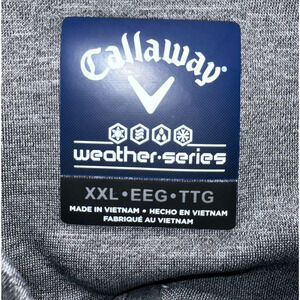 Callaway
weather•series
XXL•EEG•TTG
MADE IN VIETNAM • HECHO EN VIETNAM
FABRIQUÉ AU VIETNAM